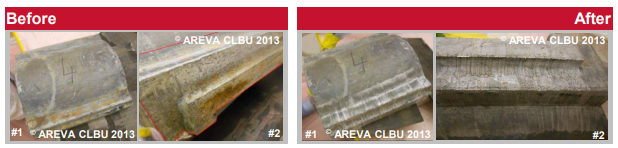 Before
After
© AREVA CLBU 2013
#1
© AREVA CLBU 2013
#2
© AREVA CLBU 2013
#1
© AREVA CLBU 2013
#2